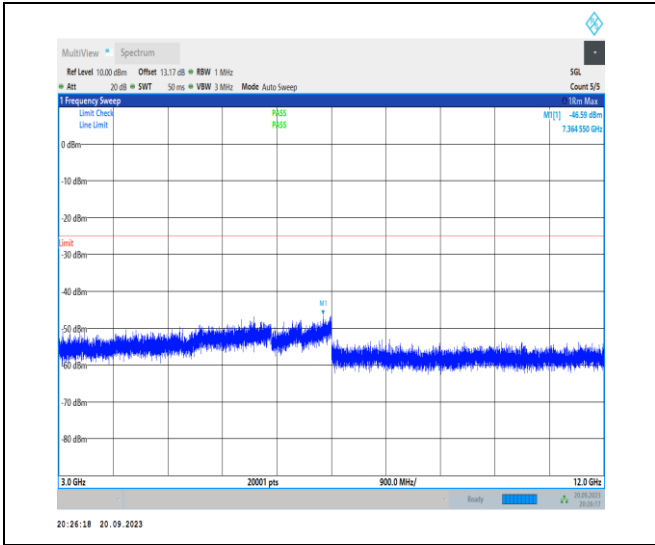 MultiView Spectrum
Ref Level 10.00 dBm Offset 13.17 dB RBW 1 MHz SGL
Att 20 dB SWT 50 ms VBW 3 MHz Mode Auto Sweep Count 5/5
1 Frequency Sweep 1Rm Max
Limit Check PASS M1[1] -46.59 dBm
Line Limit PASS 7.364 550 GHz
0 dBm
-10 dBm
-20 dBm
Limit
-30 dBm
-40 dBm
M1
-50 dBm
-60 dBm
-70 dBm
-80 dBm
3.0 GHz 20001 pts 900.0 MHz/ 12.0 GHz
Ready 20.09.2023
20:26:17
20:26:18 20.09.2023